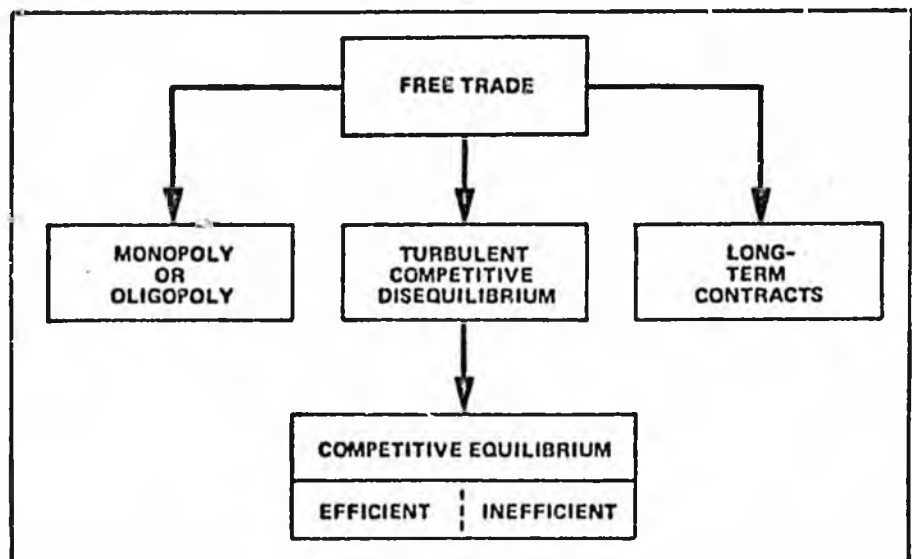 FREE TRADE
MONOPOLY
OR
OLIGOPOLY
TURBULENT
COMPETITIVE
DISEQUILIBRIUM
LONG-
TERM
CONTRACTS
COMPETITIVE EQUILIBRIUM
EFFICIENT INEFFICIENT